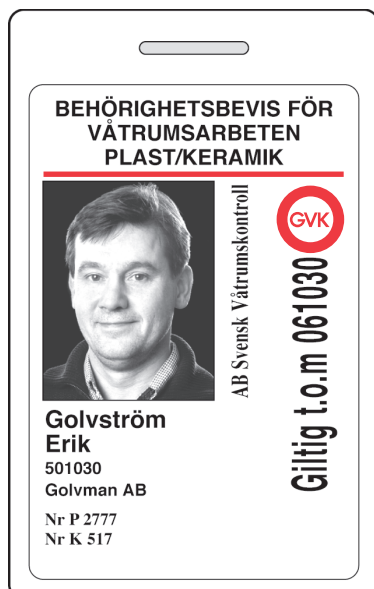 BEHÖRIGHETSBEVIS FÖR
VÅTRUMSARBETEN
PLAST/KERAMIK
AB Svensk Våtrumskontroll
GVK
Giltig t.o.m 061030
Golvström
Erik
501030
Golvman AB
Nr P 2777
Nr K 517